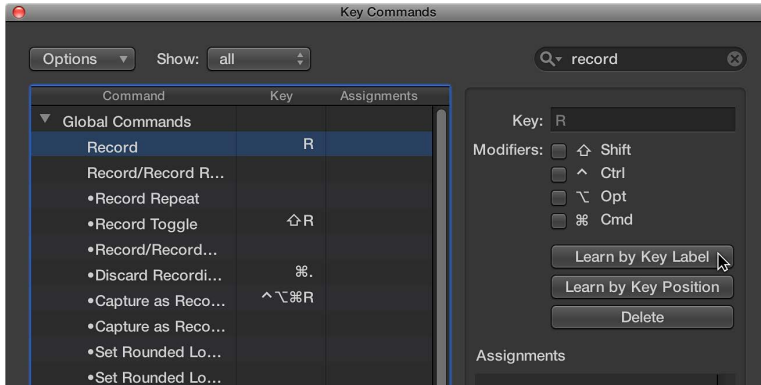 Key Commands
Options ▼ Show: all record
Command Key Assignments
▼ Global Commands
Record R
Record/Record R...
•Record Repeat
•Record Toggle ⇧R
•Record/Record...
•Discard Recordi... ⌘.
•Capture as Reco... ^⌥⌘R
•Capture as Reco...
•Set Rounded Lo...
•Set Rounded Lo...
Key: R
Modifiers: ⇧ Shift
^ Ctrl
⌥ Opt
⌘ Cmd
Learn by Key Label
Learn by Key Position
Delete
Assignments